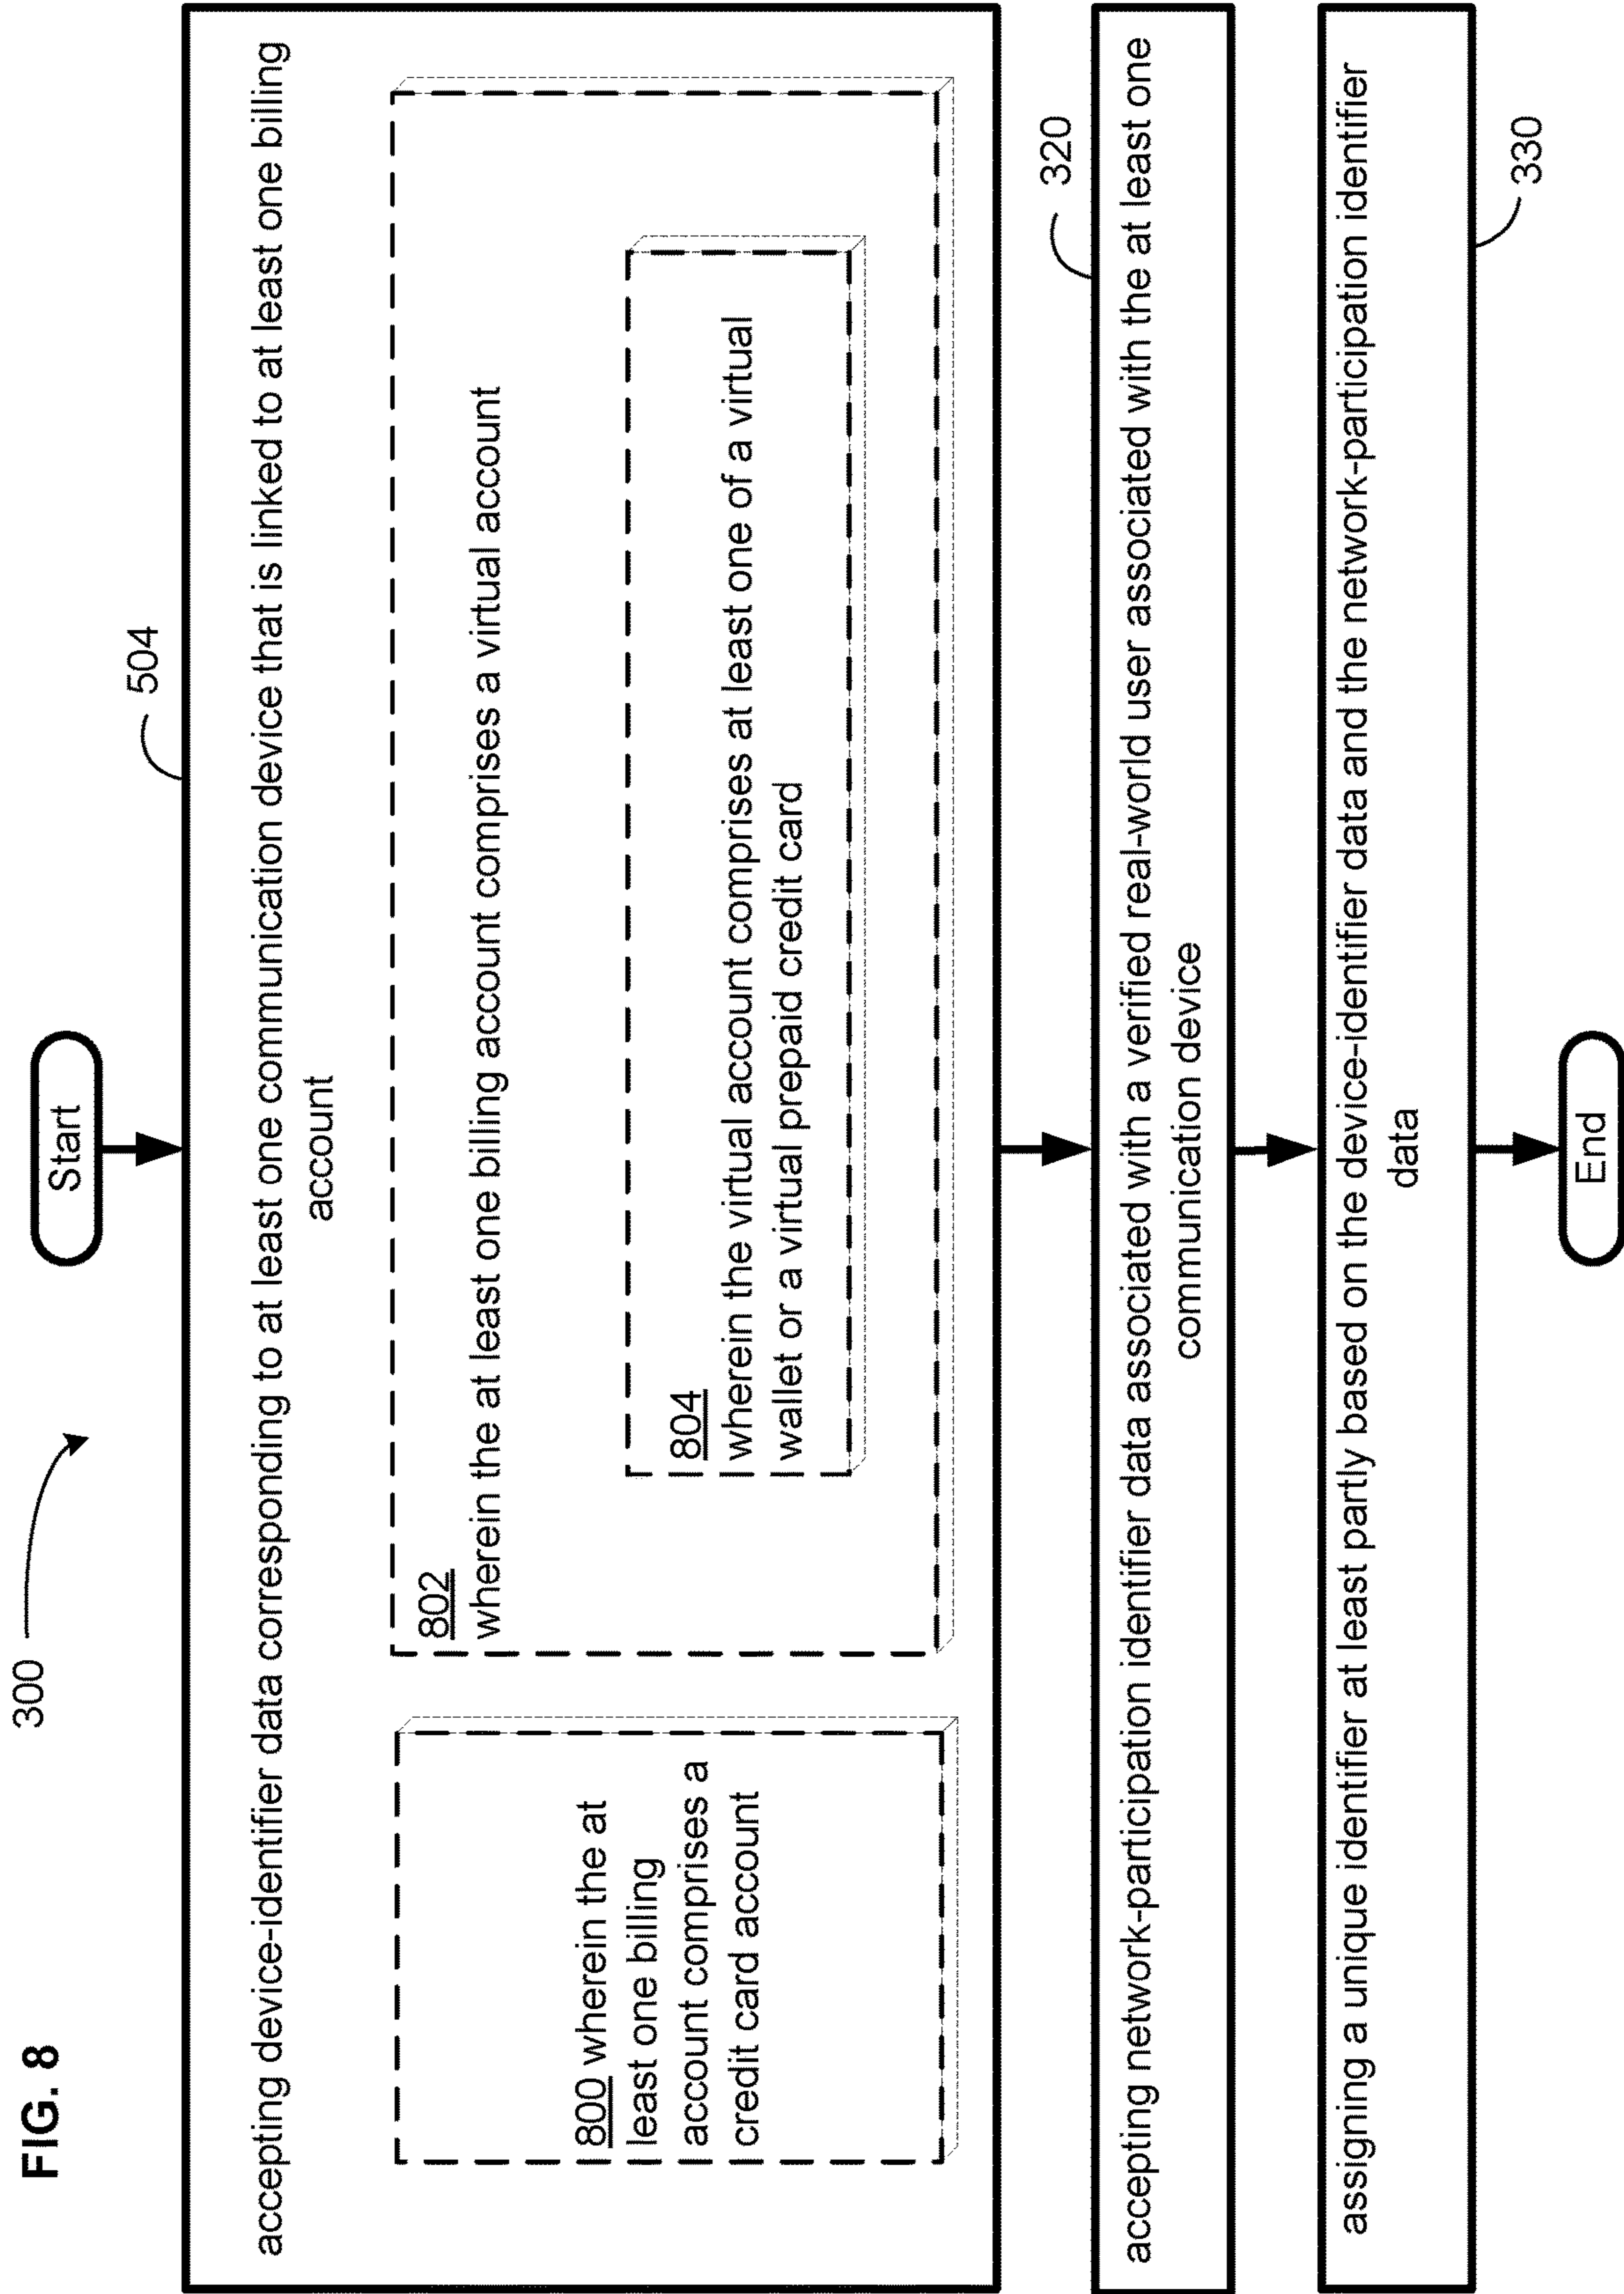 FIG. 8
300
Start
504
accepting device-identifier data corresponding to at least one communication device that is linked to at least one billing
account
800 wherein the at
least one billing
account comprises a
credit card account
802
wherein the at least one billing account comprises a virtual account
804
wherein the virtual account comprises at least one of a virtual
wallet or a virtual prepaid credit card
320
accepting network-participation identifier data associated with a verified real-world user associated with the at least one
communication device
330
assigning a unique identifier at least partly based on the device-identifier data and the network-participation identifier
data
End